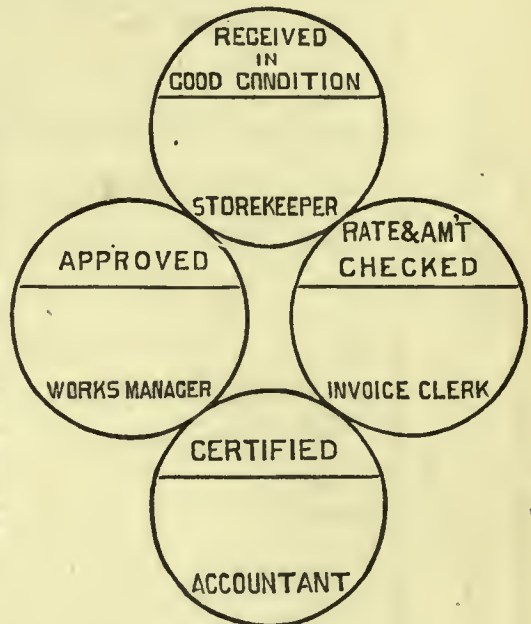 RECEIVED
IN
GOOD CONDITION
STOREKEEPER
APPROVED
WORKS MANAGER
RATE&AM'T
CHECKED
INVOICE CLERK
CERTIFIED
ACCOUNTANT